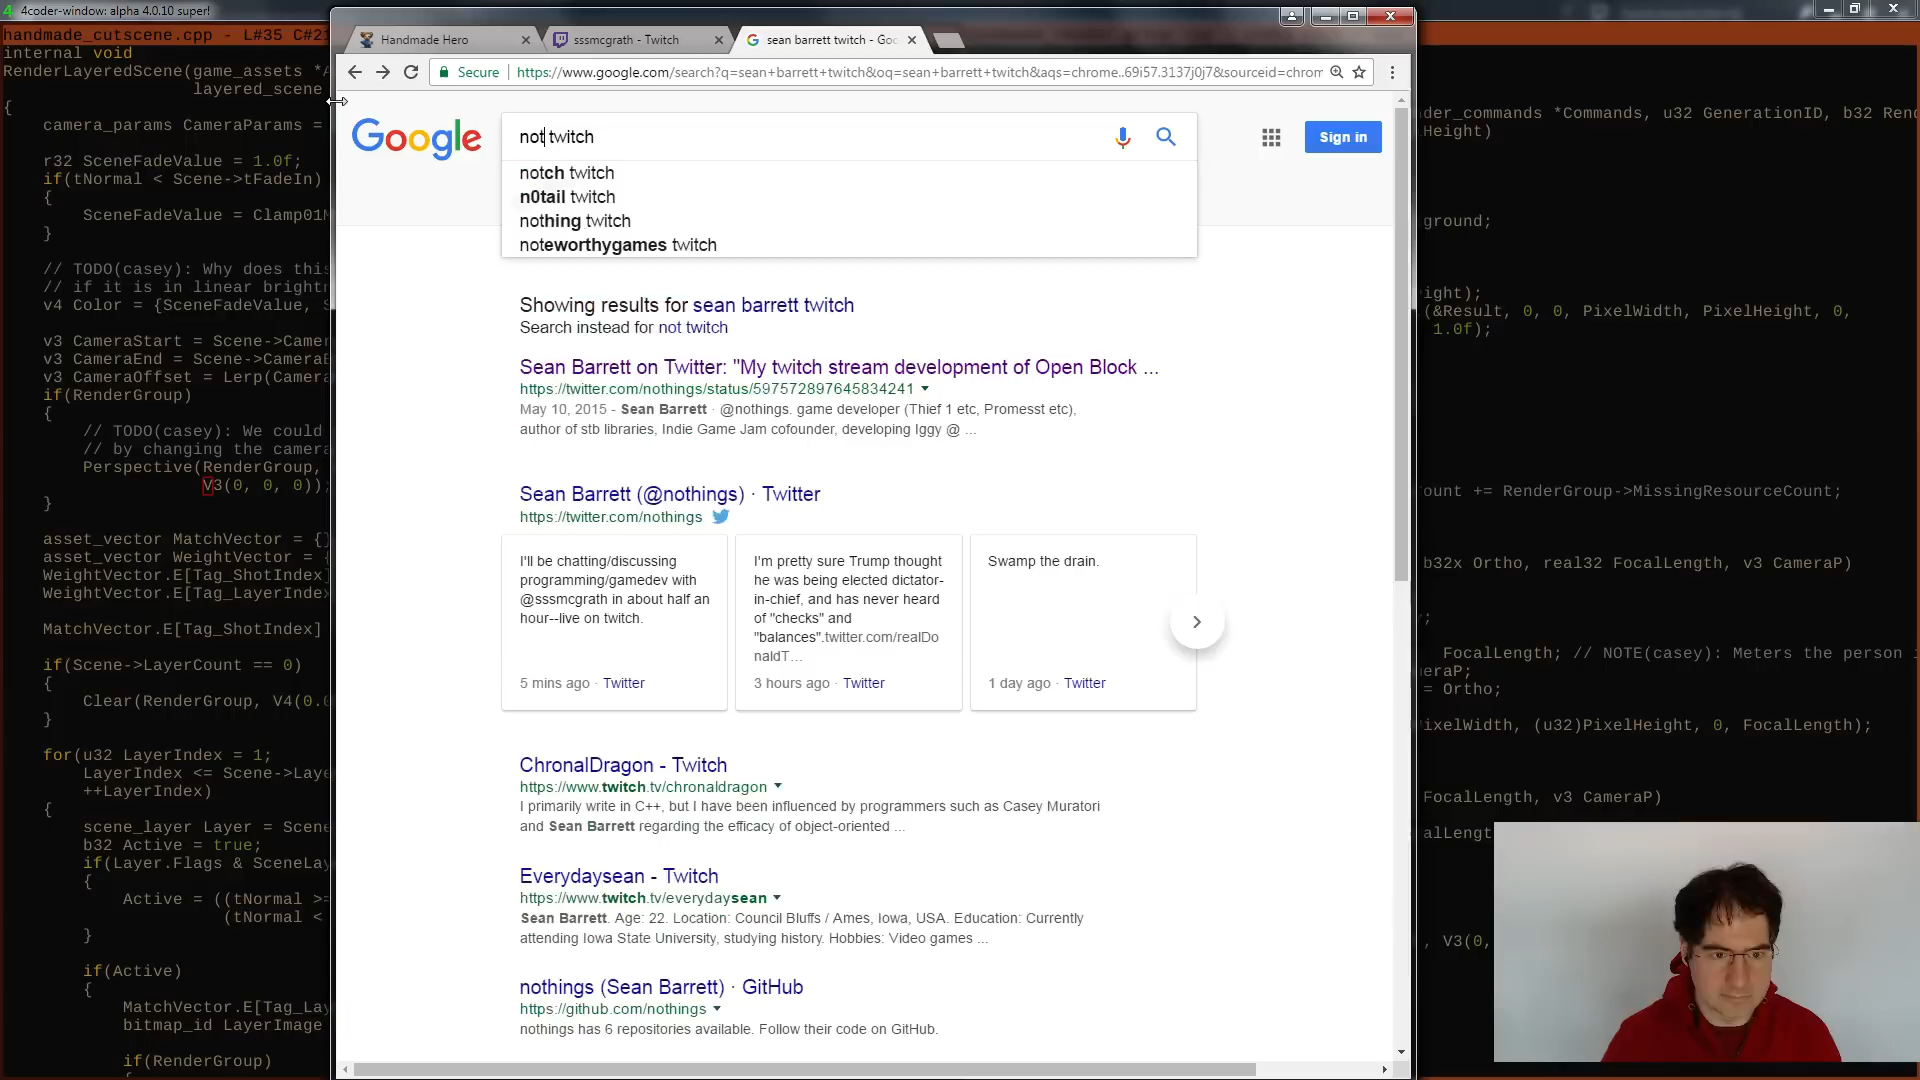 4coder-window: alpha 4.0.10 super!
handmade_cutscene.cpp - L#35 C#21
internal void
RenderLayeredScene(game_assets *A
layered_scene
{
camera_params CameraParams =
r32 SceneFadeValue = 1.0f;
if(tNormal < Scene->tFadeIn)
{
SceneFadeValue = Clamp01M
}
// TODO(casey): Why does this
// if it is in linear brightn
v4 Color = {SceneFadeValue, S
v3 CameraStart = Scene->Camer
v3 CameraEnd = Scene->CameraE
v3 CameraOffset = Lerp(Camera
if(RenderGroup)
{
// TODO(casey): We could
// by changing the camera
Perspective(RenderGroup,
V3(0, 0, 0));
}
asset_vector MatchVector = {}
asset_vector WeightVector = {
WeightVector.E[Tag_ShotIndex]
WeightVector.E[Tag_LayerIndex
MatchVector.E[Tag_ShotIndex]
if(Scene->LayerCount == 0)
{
Clear(RenderGroup, V4(0.0
}
for(u32 LayerIndex = 1;
LayerIndex <= Scene->Laye
++LayerIndex)
{
scene_layer Layer = Scene
b32 Active = true;
if(Layer.Flags & SceneLay
{
Active = ((tNormal >=
(tNormal <
}
if(Active)
{
MatchVector.E[Tag_Lay
bitmap_id LayerImage
if(RenderGroup)
Handmade Hero
sssmcgrath - Twitch
sean barrett twitch - Goo
Secure
https://www.google.com/search?q=sean+barrett+twitch&oq=sean+barrett+twitch&aqs=chrome..69i57.3137j0j7&sourceid=chrom
Google
not twitch
Sign in
notch twitch
n0tail twitch
nothing twitch
noteworthygames twitch
Showing results for sean barrett twitch
Search instead for not twitch
Sean Barrett on Twitter: "My twitch stream development of Open Block ...
https://twitter.com/nothings/status/597572897645834241
May 10, 2015 - Sean Barrett · @nothings. game developer (Thief 1 etc, Promesst etc),
author of stb libraries, Indie Game Jam cofounder, developing Iggy @ ...
Sean Barrett (@nothings) · Twitter
https://twitter.com/nothings
I'll be chatting/discussing
programming/gamedev with
@sssmcgrath in about half an
hour--live on twitch.
5 mins ago · Twitter
I'm pretty sure Trump thought
he was being elected dictator-
in-chief, and has never heard
of "checks" and
"balances".twitter.com/realDo
naldT…
3 hours ago · Twitter
Swamp the drain.
1 day ago · Twitter
ChronalDragon - Twitch
https://www.twitch.tv/chronaldragon
I primarily write in C++, but I have been influenced by programmers such as Casey Muratori
and Sean Barrett regarding the efficacy of object-oriented ...
Everydaysean - Twitch
https://www.twitch.tv/everydaysean
Sean Barrett. Age: 22. Location: Council Bluffs / Ames, Iowa, USA. Education: Currently
attending Iowa State University, studying history. Hobbies: Video games ...
nothings (Sean Barrett) · GitHub
https://github.com/nothings
nothings has 6 repositories available. Follow their code on GitHub.
der_commands *Commands, u32 GenerationID, b32 Ren
Height)
ground;
ight);
(&Result, 0, 0, PixelWidth, PixelHeight, 0,
1.0f);
ount += RenderGroup->MissingResourceCount;
b32x Ortho, real32 FocalLength, v3 CameraP)
;
FocalLength; // NOTE(casey): Meters the person i
eraP;
= Ortho;
ixelWidth, (u32)PixelHeight, 0, FocalLength);
FocalLength, v3 CameraP)
alLengt
, V3(0,